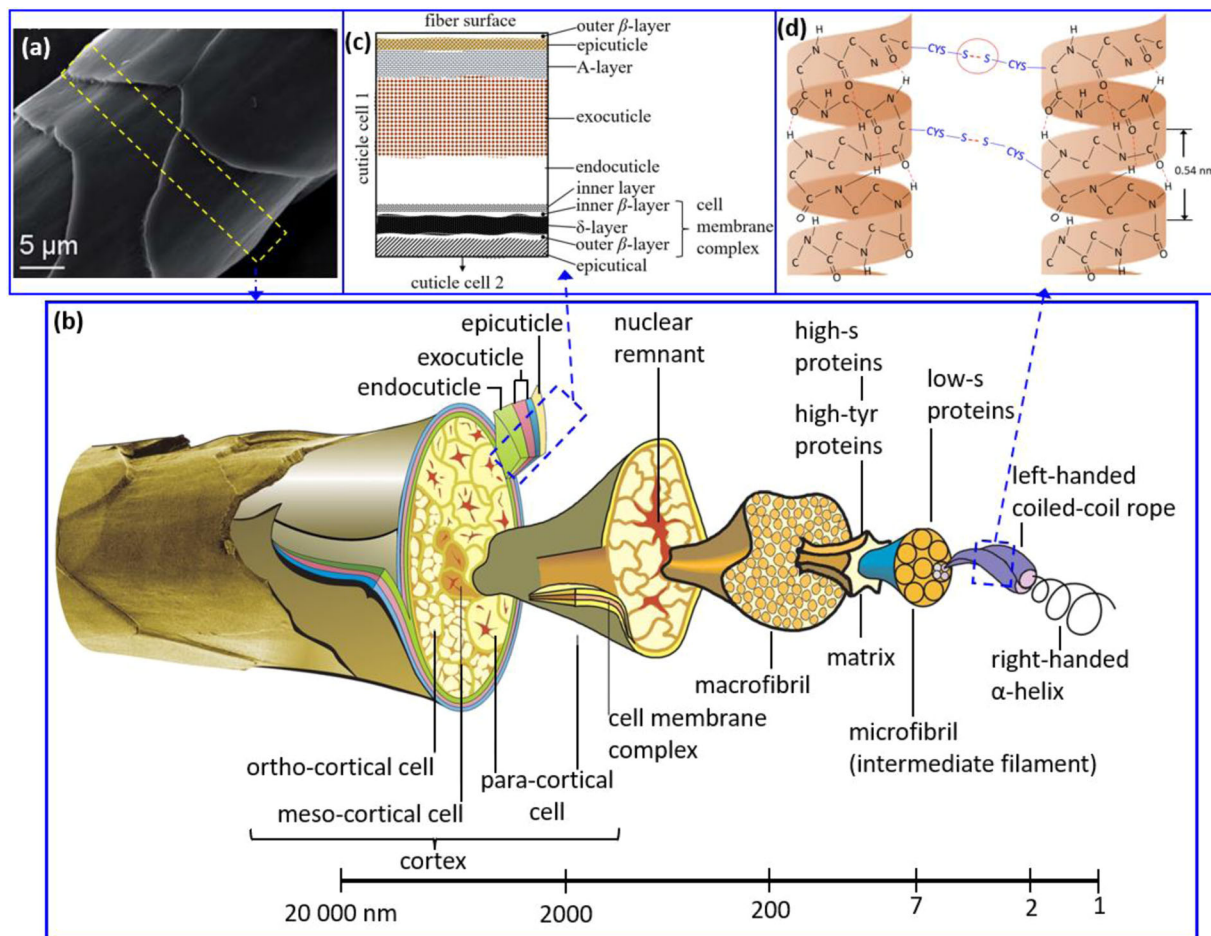 (a)
5 µm
(c)
fiber surface
cuticle cell 1
outer β-layer
epicuticle
A-layer
exocuticle
endocuticle
inner layer
inner β-layer
δ-layer
outer β-layer
epicutical
cell
membrane
complex
cuticle cell 2
(d)
CYS
S
S
CYS
CYS
S
S
CYS
0.54 nm
(b)
epicuticle
exocuticle
endocuticle
nuclear
remnant
high-s
proteins
high-tyr
proteins
low-s
proteins
left-handed
coiled-coil rope
right-handed
α-helix
microfibril
(intermediate filament)
matrix
macrofibril
cell membrane
complex
para-cortical
cell
ortho-cortical cell
meso-cortical cell
cortex
20 000 nm
2000
200
7
2
1